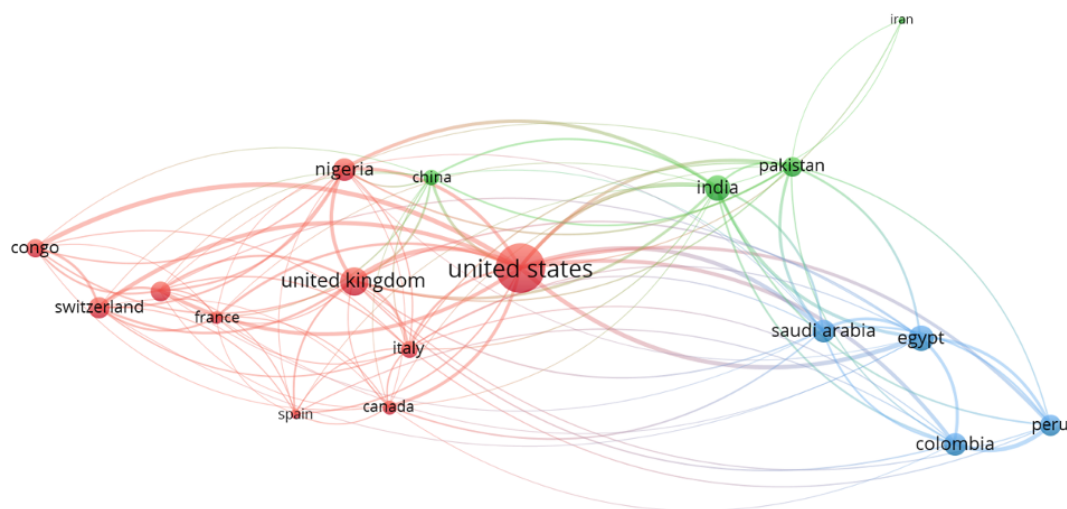 iran
nigeria
china
pakistan
india
congo
united states
united kingdom
switzerland
france
saudi arabia
egypt
italy
spain
canada
peru
colombia